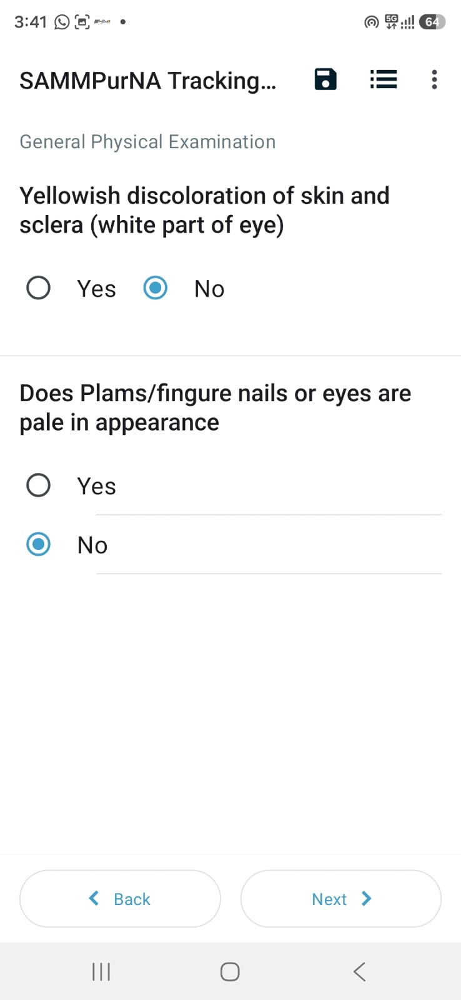 3:41
5G
64
SAMMPurNA Tracking...
General Physical Examination
Yellowish discoloration of skin and
sclera (white part of eye)
Yes No
Does Plams/fingure nails or eyes are
pale in appearance
Yes
No
Back
Next